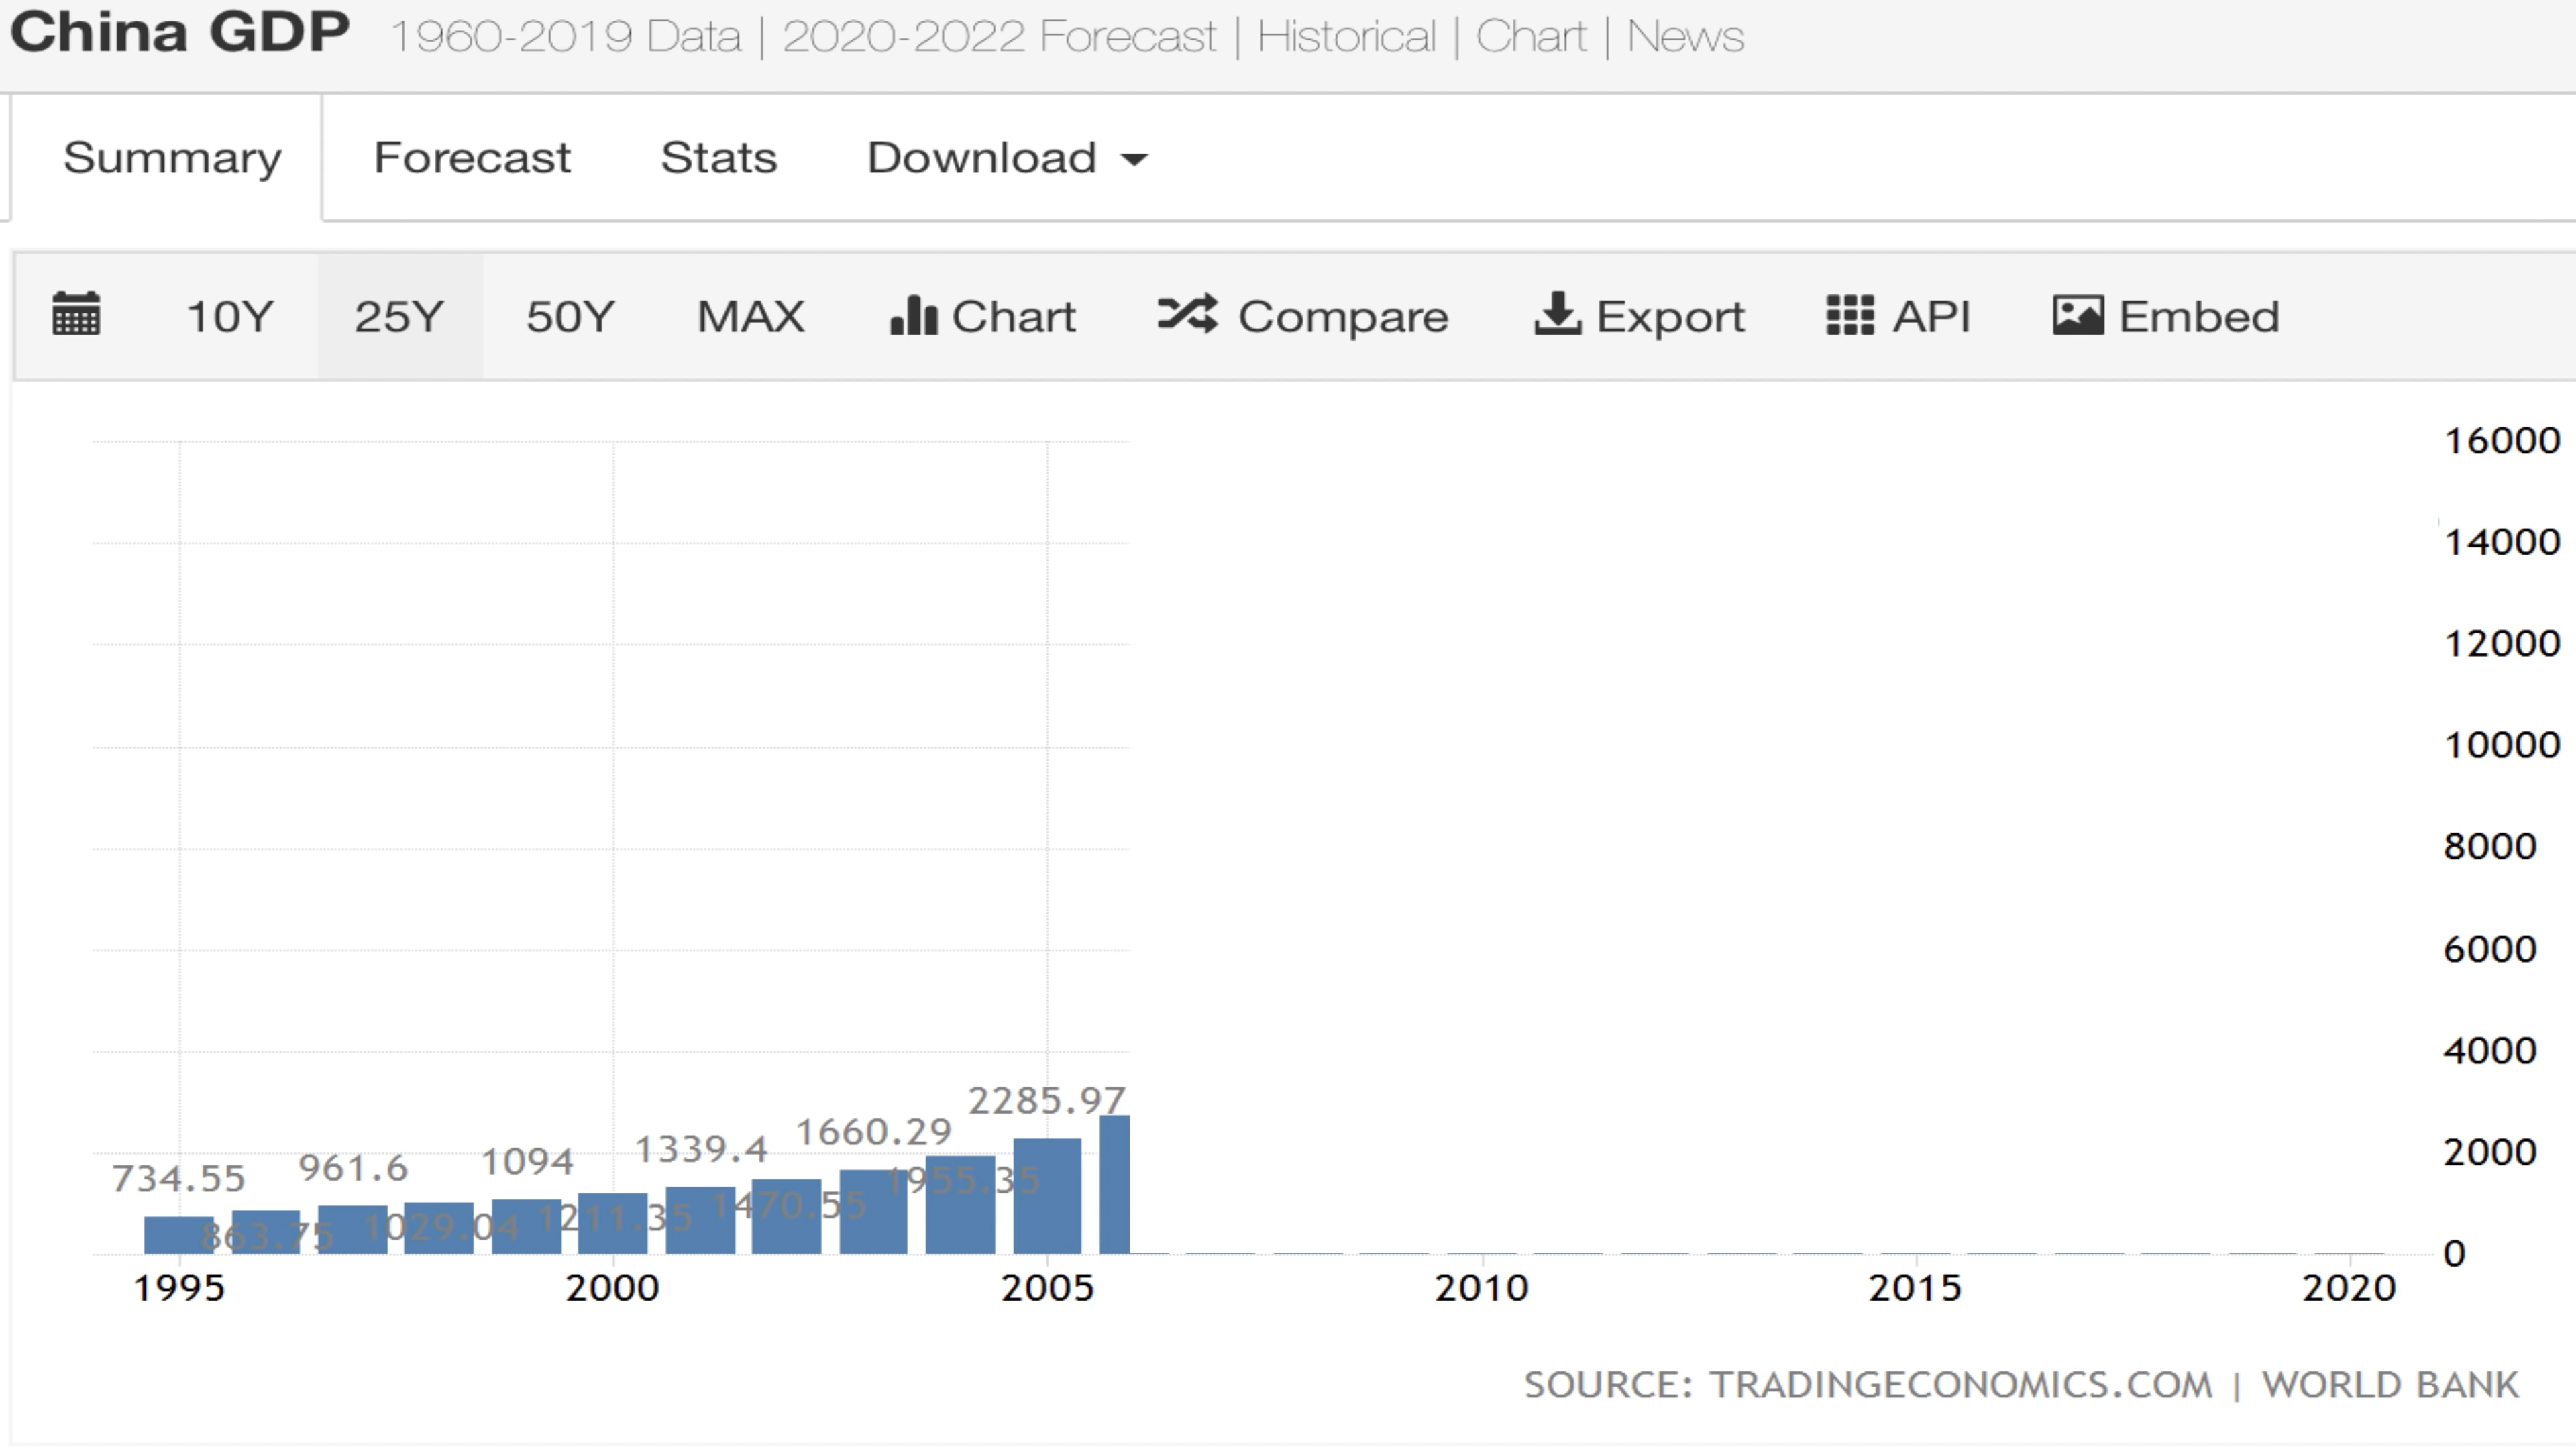 China GDP 1960-2019 Data | 2020-2022 Forecast | Historical | Chart | News
Summary Forecast Stats Download
10Y 25Y 50Y MAX Chart Compare Export API Embed
16000
14000
12000
10000
8000
6000
4000
2000
0
734.55 863.75 961.6 1029.04 1094 1211.35 1339.4 1470.55 1660.29 1955.35 2285.97
1995 2000 2005 2010 2015 2020
SOURCE: TRADINGECONOMICS.COM | WORLD BANK